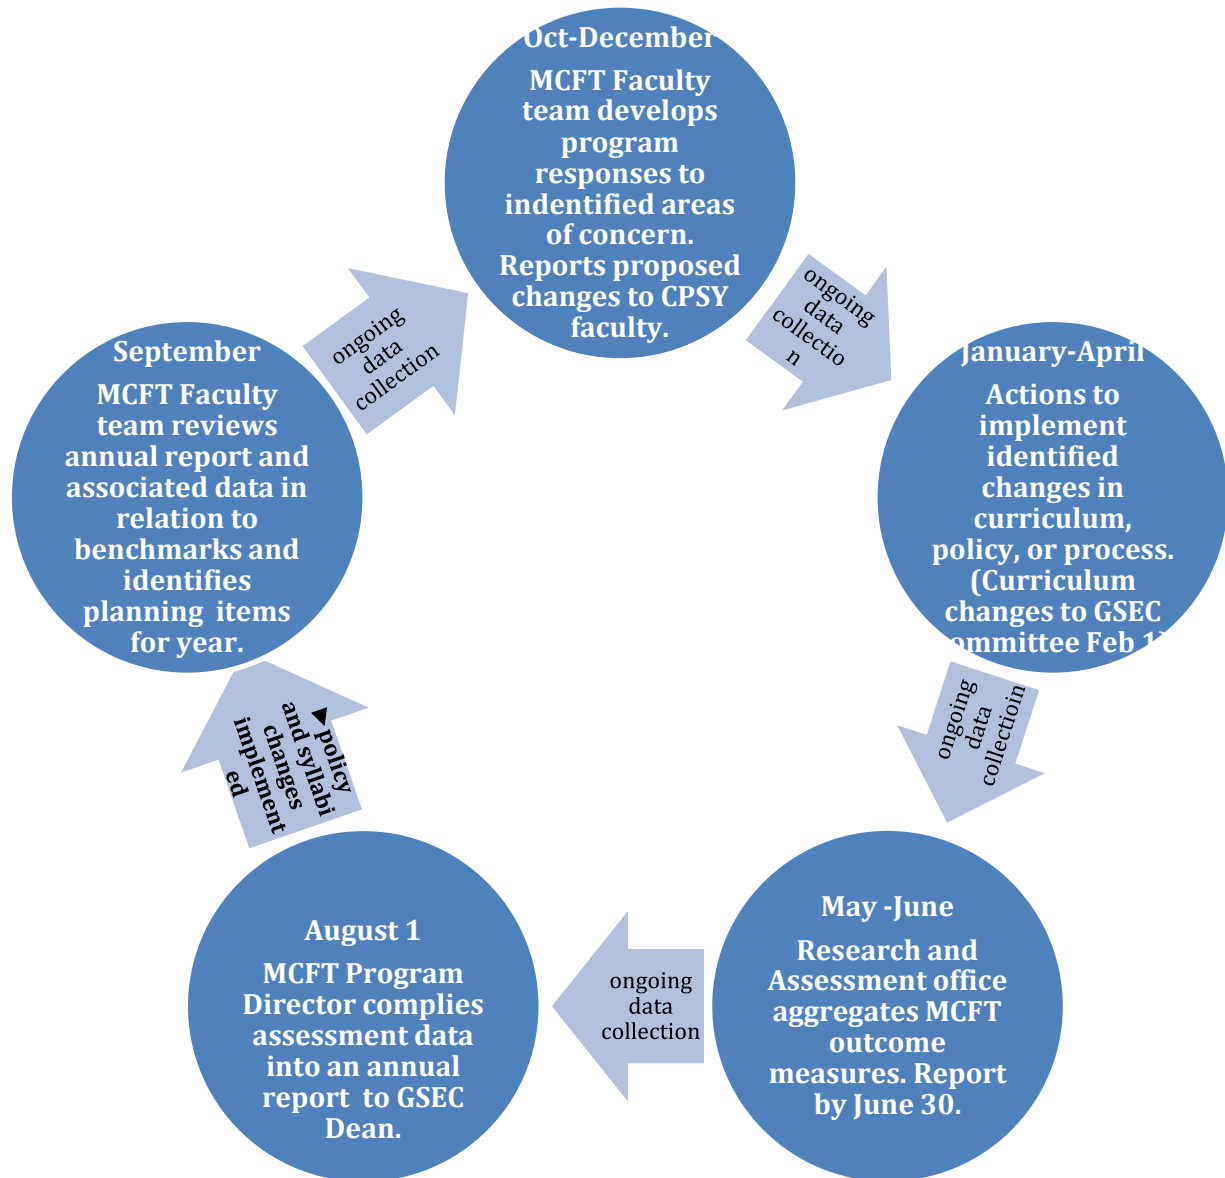 Oct-December
MCFT Faculty
team develops
program
responses to
indentified areas
of concern.
Reports proposed
changes to CPSY
faculty.
ongoing
data
collectio
n
January-April
Actions to
implement
identified
changes in
curriculum,
policy, or process.
(Curriculum
changes to GSEC
ommittee Feb 1)
ongoing
data
collectioin
May -June
Research and
Assessment office
aggregates MCFT
outcome
measures. Report
by June 30.
ongoing
data
collection
August 1
MCFT Program
Director complies
assessment data
into an annual
report  to GSEC
Dean.
▲policy
and syllabi
changes
implement
ed
September
MCFT Faculty
team reviews
annual report and
associated data in
relation to
benchmarks and
identifies
planning  items
for year.
ongoing
data
collection